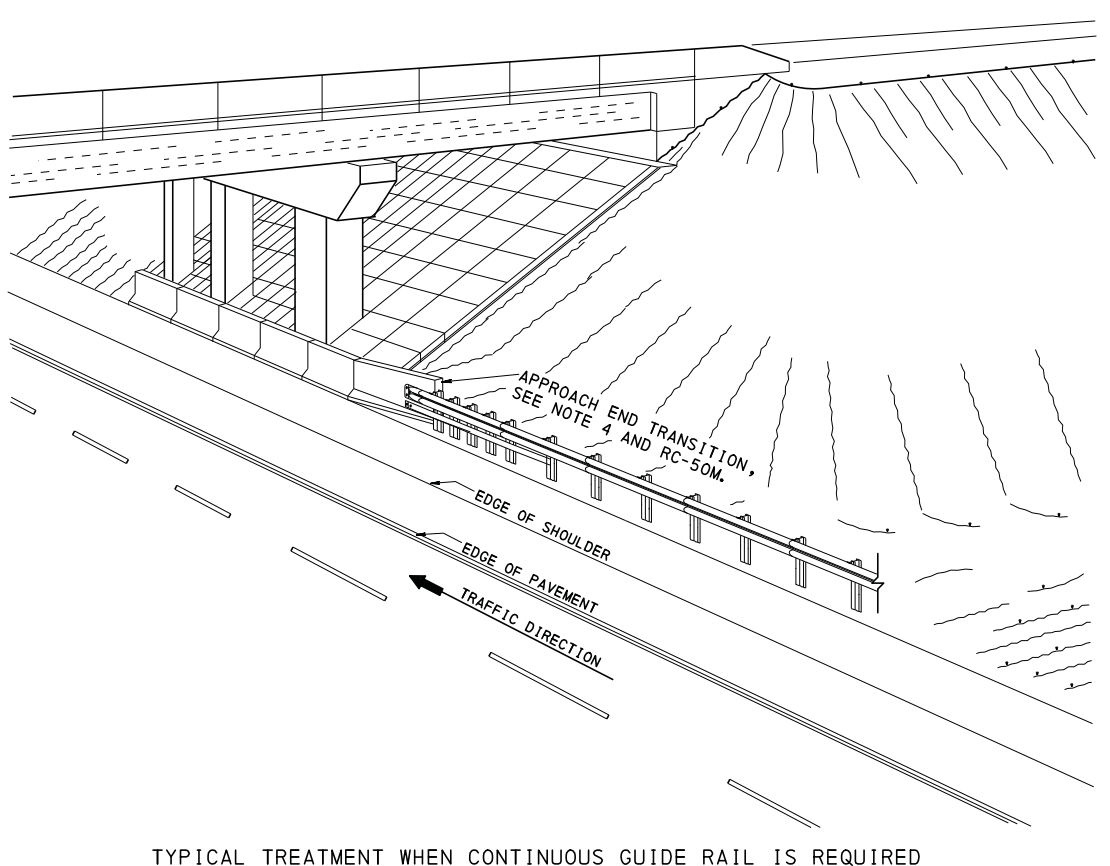 APPROACH END TRANSITION,
SEE NOTE 4 AND RC-50M.
EDGE OF SHOULDER
EDGE OF PAVEMENT
TRAFFIC DIRECTION
TYPICAL TREATMENT WHEN CONTINUOUS GUIDE RAIL IS REQUIRED